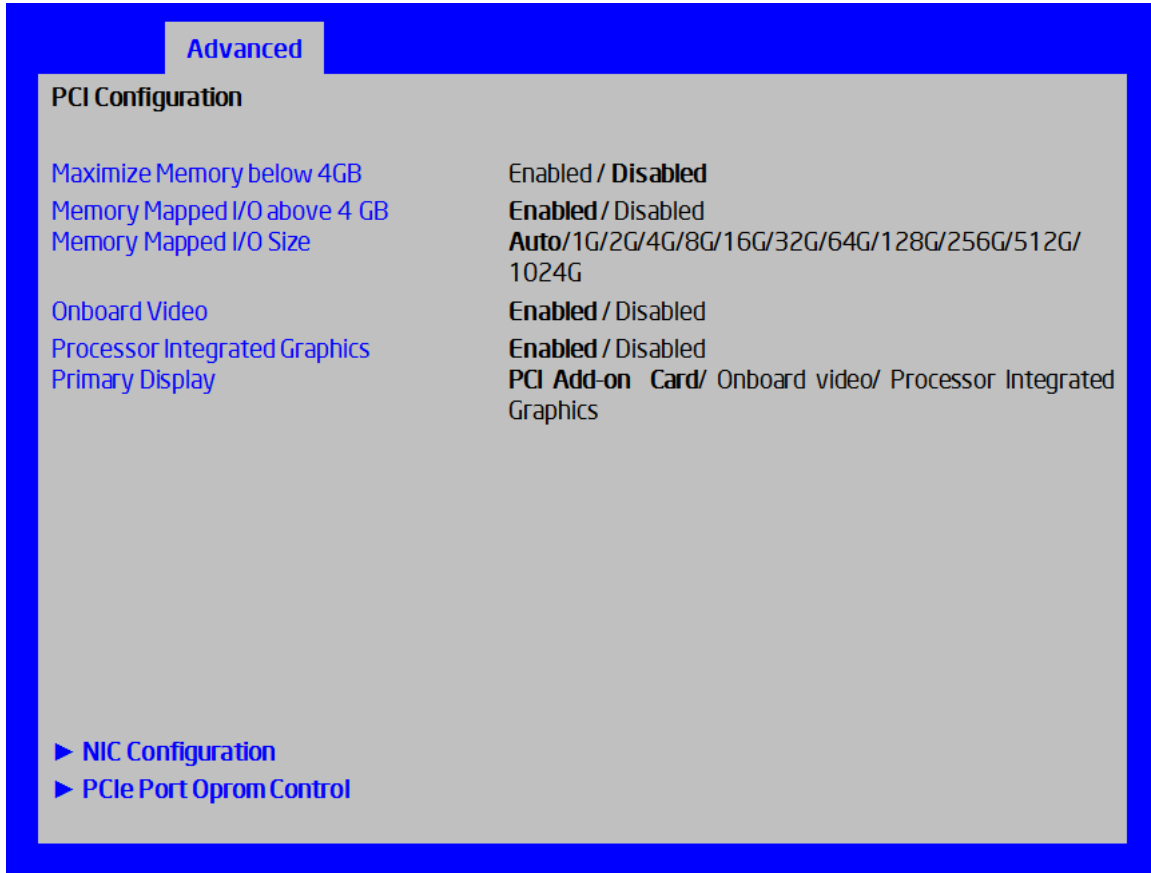 Advanced
PCI Configuration
Maximize Memory below 4GB Enabled / Disabled
Memory Mapped I/O above 4 GB Enabled / Disabled
Memory Mapped I/O Size Auto/1G/2G/4G/8G/16G/32G/64G/128G/256G/512G/
1024G
Onboard Video Enabled / Disabled
Processor Integrated Graphics Enabled / Disabled
Primary Display PCI Add-on Card/ Onboard video/ Processor Integrated
Graphics
► NIC Configuration
► PCIe Port Oprom Control